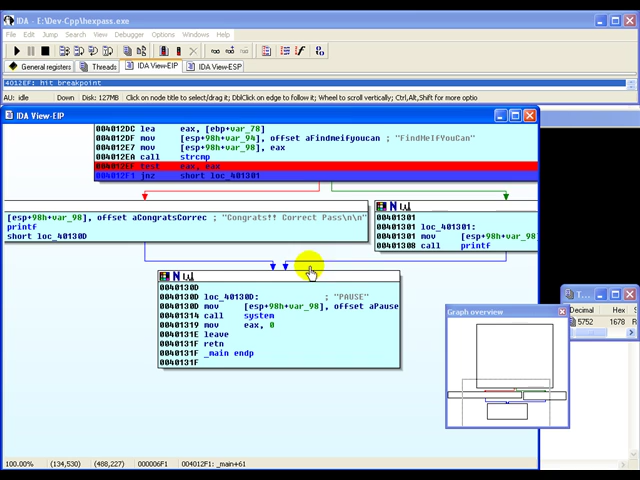 IDA - E:\Dev-Cpp\hexpass.exe
File Edit Jump Search View Debugger Options Windows Help
General registers Threads IDA View-EIP IDA View-ESP
4012EF: hit breakpoint
AU: idle Down Disk: 127MB Click on node title to select/drag it; DblClick on edge to follow it; Wheel to scroll vertically; Ctrl,Alt,Shift for more optio
IDA View-EIP
004012DC lea eax, [ebp+var_78]
004012DF mov [esp+98h+var_94], offset aFindmeifyoucan ; "FindMeIfYouCan"
004012E7 mov [esp+98h+var_98], eax
004012EA call strcmp
004012EF test eax, eax
004012F1 jnz short loc_401301
[esp+98h+var_98], offset aCongratsCorrec ; "Congrats!! Correct Pass\n\n"
printf
short loc_40130D
00401301
00401301 loc_401301:
00401301 mov [esp+98h+va
00401308 call printf
0040130D
0040130D loc_40130D: ; "PAUSE"
0040130D mov [esp+98h+var_98], offset aPause
00401314 call system
00401319 mov eax, 0
0040131E leave
0040131F retn
0040131F _main endp
0040131F
Graph overview
T...
Decimal Hex S
5752 1678 R
100.00% (134,530) (488,227) 000006F1 004012F1: _main+61